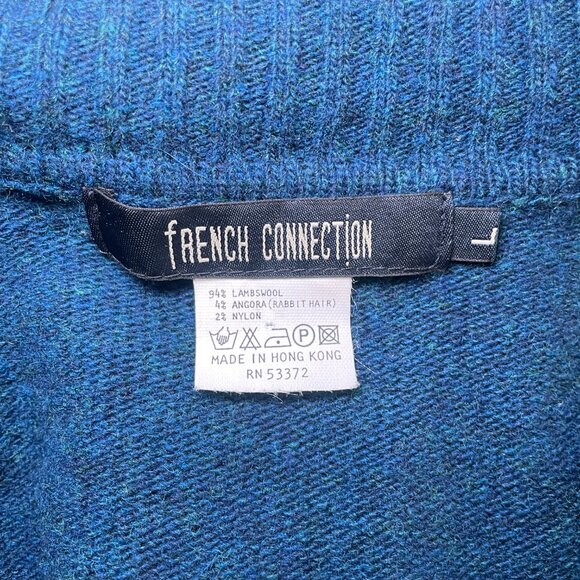 fRENCH CONNECTiON
L
94% LAMBSWOOL
4% ANGORA (RABBIT HAIR)
2% NYLON
MADE IN HONG KONG
RN 53372